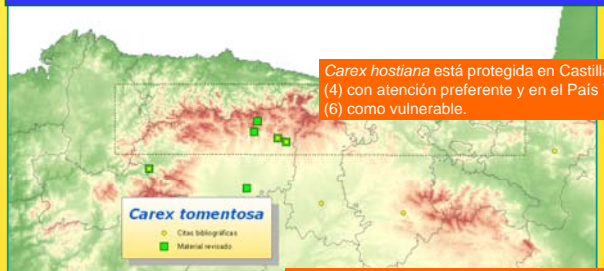 Carex hostiana está protegida en Castilla
(4) con atención preferente y en el País
(6) como vulnerable.
Carex tomentosa
Citas bibliográficas
Material revisado